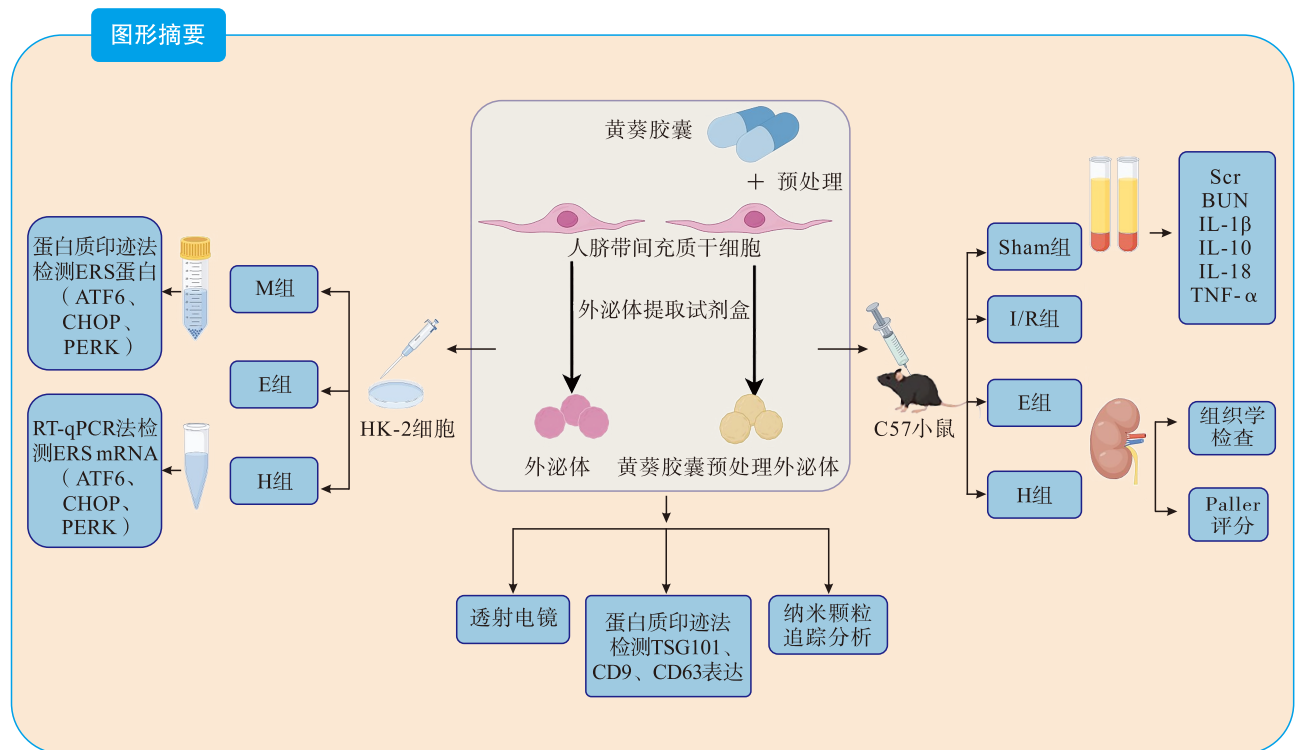 图形摘要
黄葵胶囊
+ 预处理
人脐带间充质干细胞
外泌体提取试剂盒
外泌体
黄葵胶囊预处理外泌体
HK-2细胞
M组
E组
H组
蛋白质印迹法
检测ERS蛋白
（ATF6、
CHOP、
PERK）
RT-qPCR法检
测ERS mRNA
（ATF6、
CHOP、
PERK）
C57小鼠
Sham组
I/R组
E组
H组
Scr
BUN
IL-1β
IL-10
IL-18
TNF-α
组织学
检查
Paller
评分
透射电镜
蛋白质印迹法
检测TSG101、
CD9、CD63表达
纳米颗粒
追踪分析